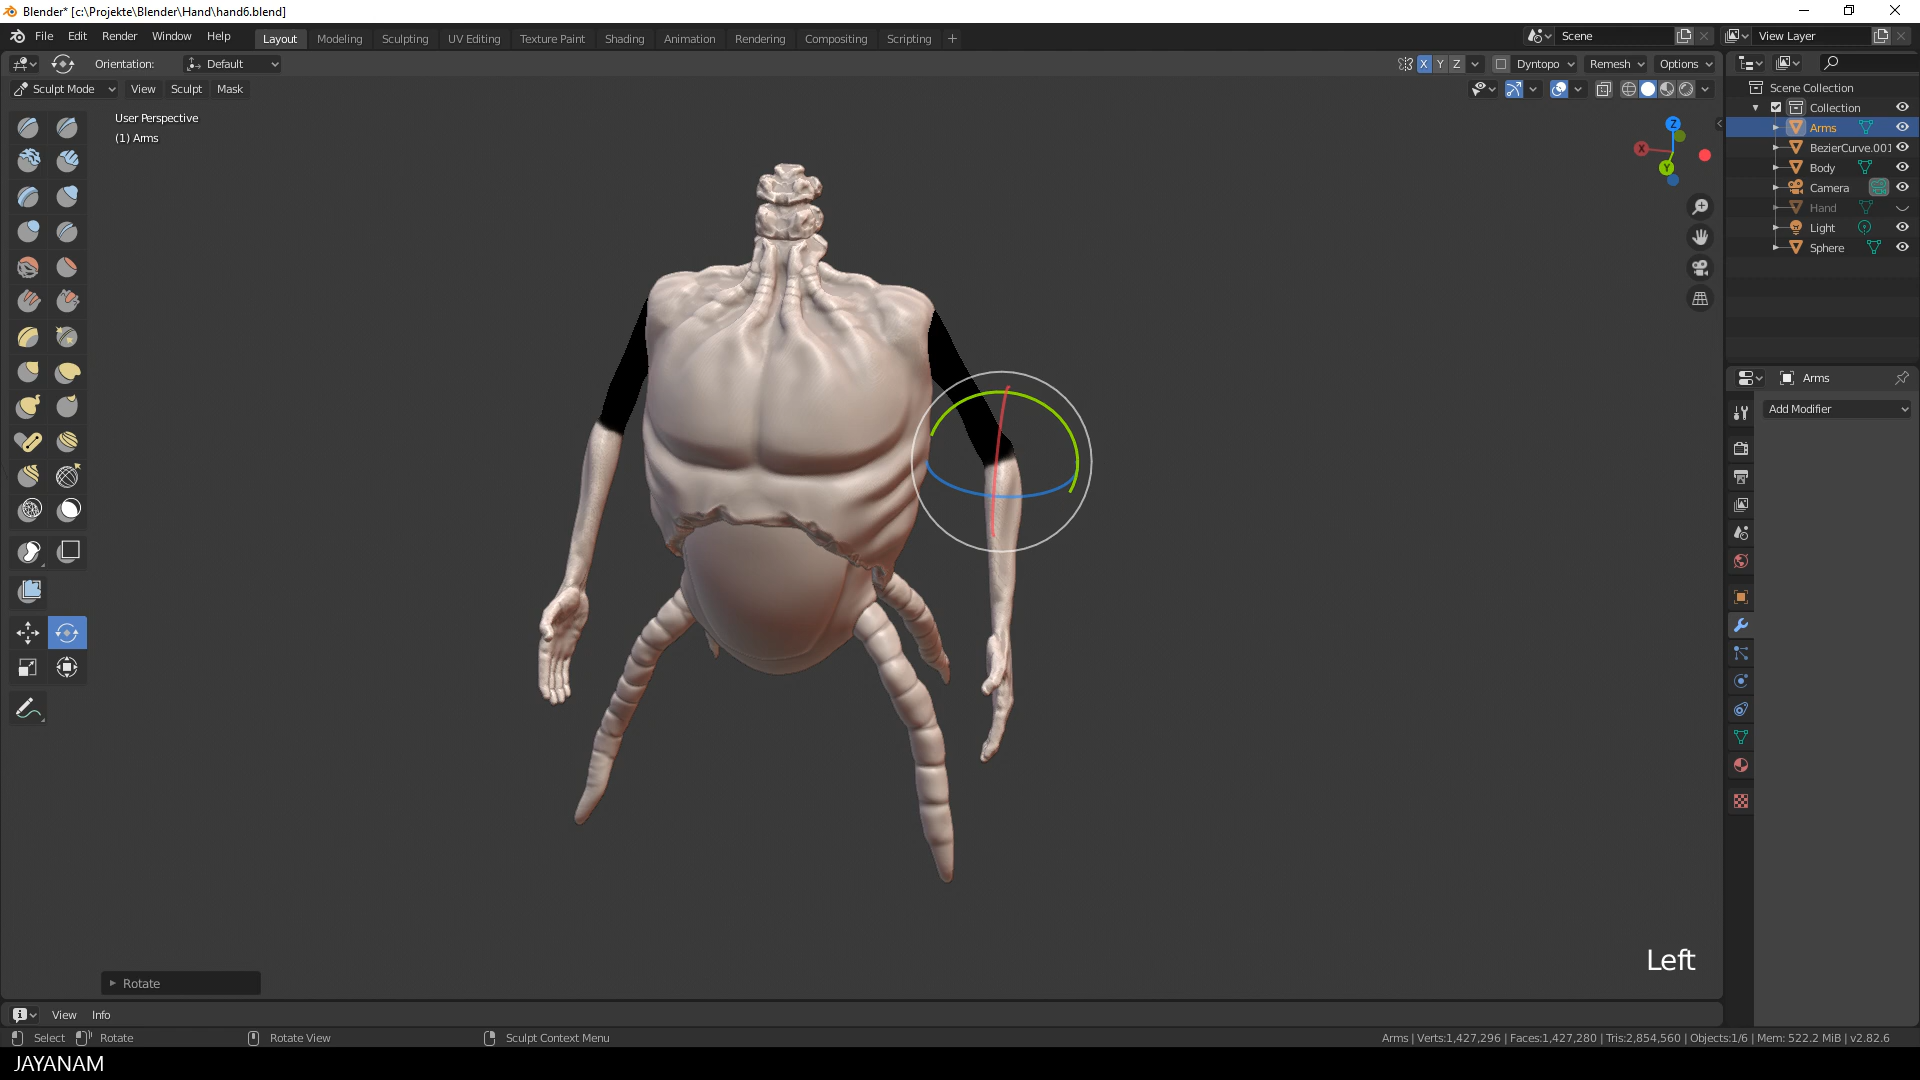 Blender* [c:\Projekte\Blender\Hand\hand6.blend]
File Edit Render Window Help Layout Modeling Sculpting UV Editing Texture Paint Shading Animation Rendering Compositing Scripting + Scene View Layer
Orientation: Default X Y Z Dyntopo Remesh Options
Sculpt Mode View Sculpt Mask
User Perspective
(1) Arms
Z
X
Y
Scene Collection
Collection
Arms
BezierCurve.001
Body
Camera
Hand
Light
Sphere
Arms
Add Modifier
Left
Rotate
View Info
Select Rotate Rotate View Sculpt Context Menu Arms | Verts:1,427,296 | Faces:1,427,280 | Tris:2,854,560 | Objects:1/6 | Mem: 522.2 MiB | v2.82.6
JAYANAM